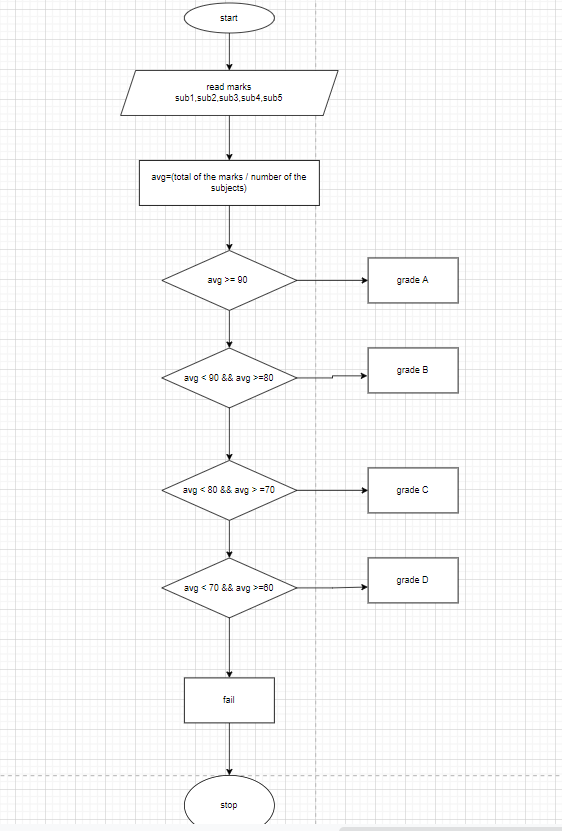 start
read marks
sub1,sub2,sub3,sub4,sub5
avg=(total of the marks / number of the
subjects)
avg >= 90
grade A
avg < 90 && avg >=80
grade B
avg < 80 && avg > =70
grade C
avg < 70 && avg >=60
grade D
fail
stop